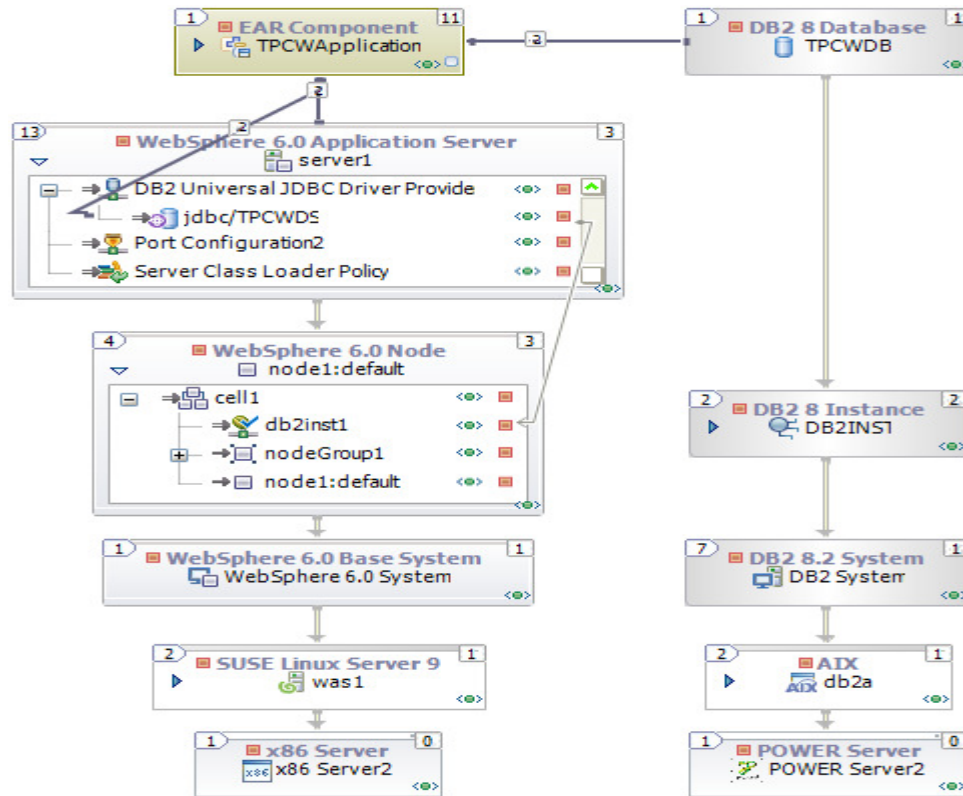 1
EAR Component
11
TPCWApplication
2
1
DB2 8 Database
1
TPCWDB
2
2
13
WebSphere 6.0 Application Server
3
server1
DB2 Universal JDBC Driver Provide
jdbc/TPCWDS
Port Configuration2
Server Class Loader Policy
4
WebSphere 6.0 Node
3
node1:default
cell1
db2inst1
nodeGroup1
node1:default
2
DB2 8 Instance
2
DB2INST
1
WebSphere 6.0 Base System
1
WebSphere 6.0 System
7
DB2 8.2 System
1
DB2 System
2
SUSE Linux Server 9
1
was1
2
AIX
1
AIX
db2a
1
x86 Server
0
x86
x86 Server2
1
POWER Server
0
POWER Server2